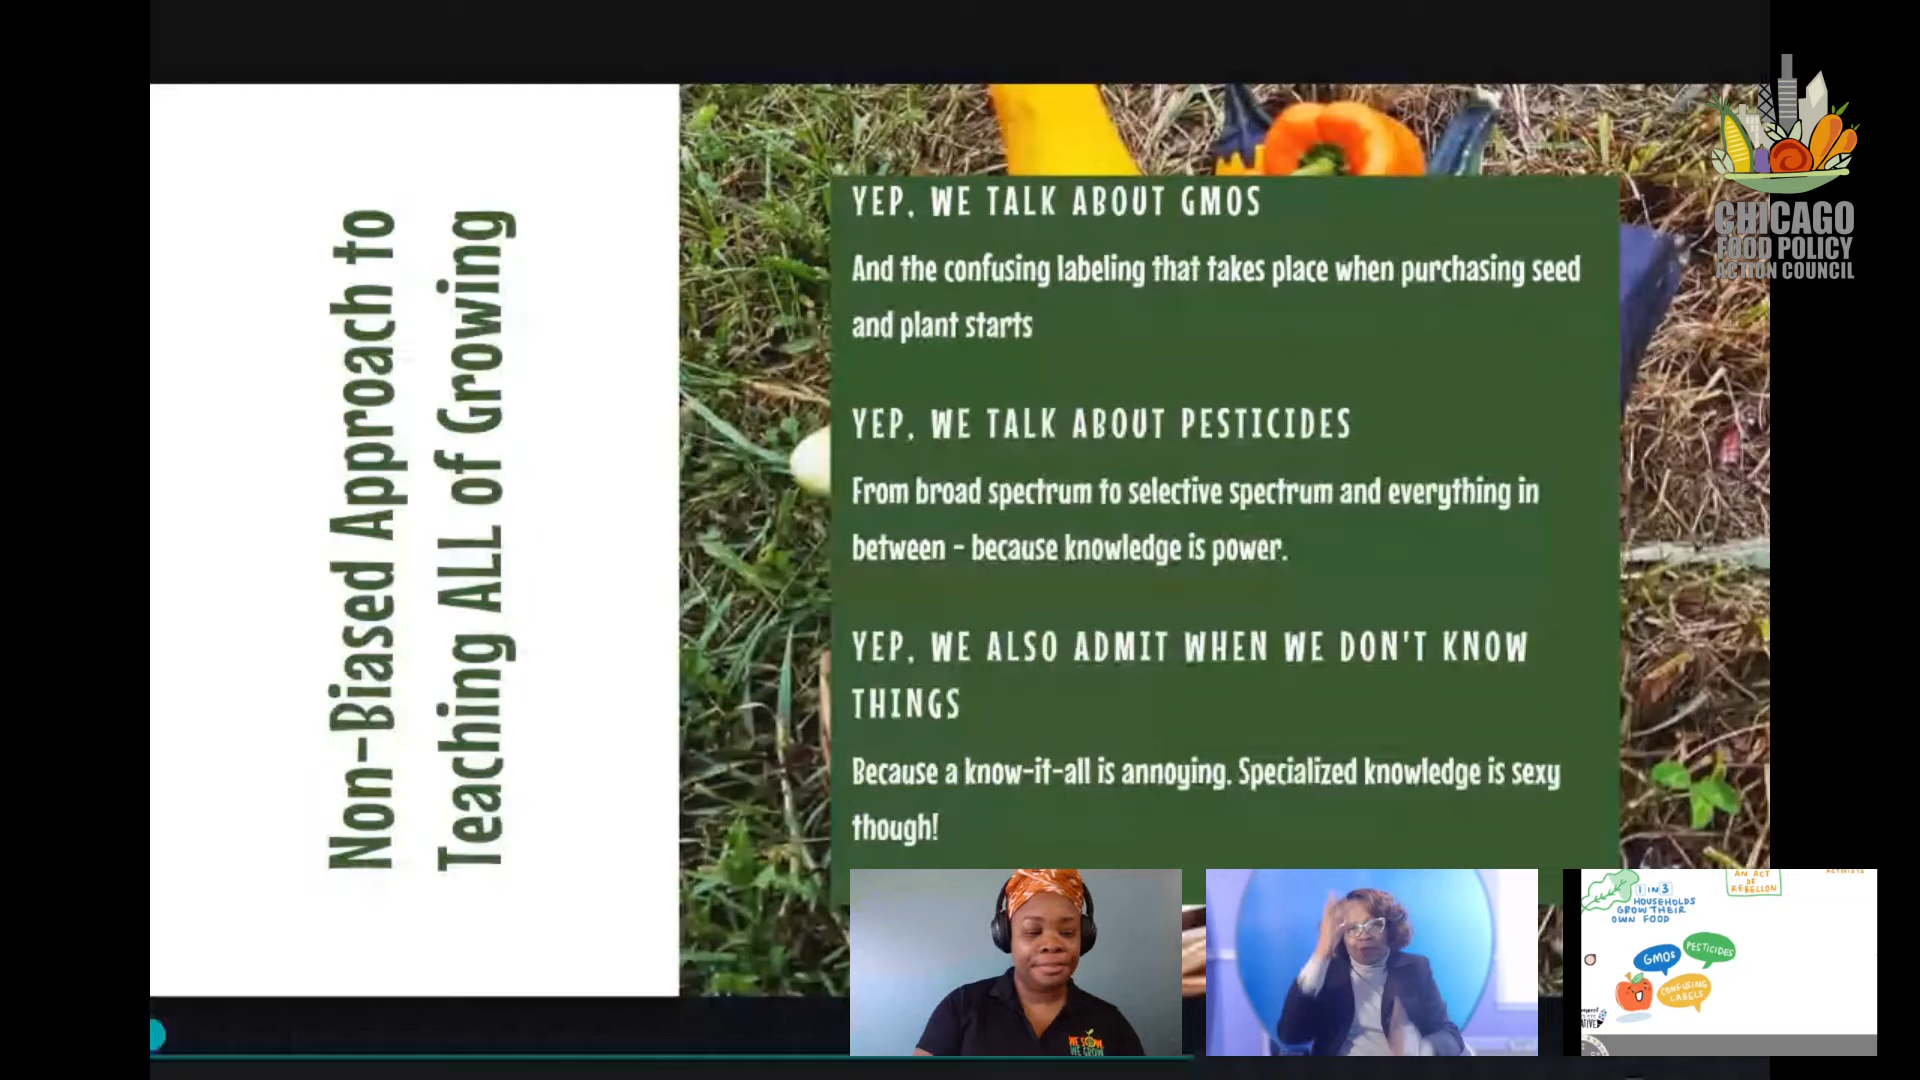 Non-Biased Approach to
Teaching ALL of Growing
YEP, WE TALK ABOUT GMOS
And the confusing labeling that takes place when purchasing seed
and plant starts
YEP, WE TALK ABOUT PESTICIDES
From broad spectrum to selective spectrum and everything in
between - because knowledge is power.
YEP, WE ALSO ADMIT WHEN WE DON'T KNOW
THINGS
Because a know-it-all is annoying. Specialized knowledge is sexy
though!
CHICAGO
FOOD POLICY
ACTION COUNCIL
WE SOW
WE GROW
AN ACT
OF
REBELLION
1 IN 3
HOUSEHOLDS
GROW THEIR
OWN FOOD
GMOs
PESTICIDES
CONFUSING
LABELS